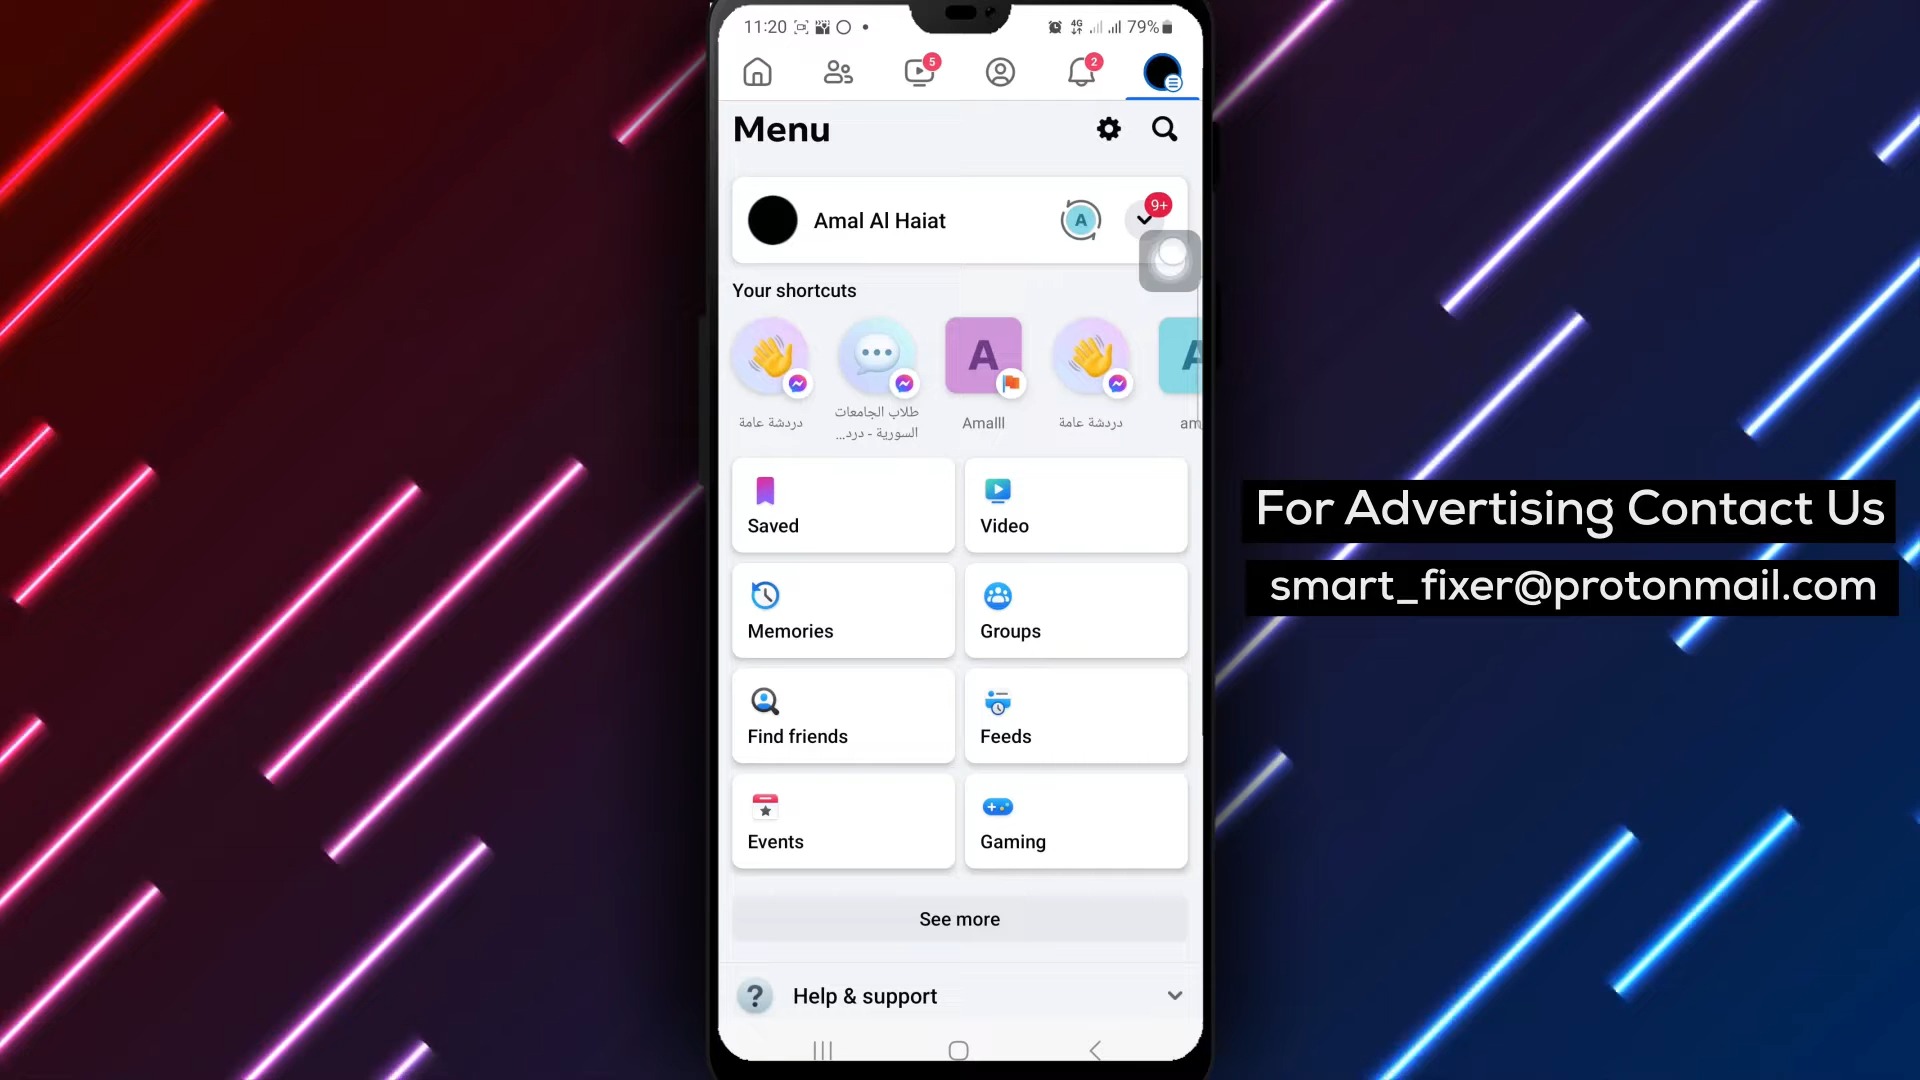 11:20
4G
79%
5
2
Menu
Amal Al Haiat
A
9+
Your shortcuts
A
A
دردشة عامة
طلاب الجامعات
السورية - درد...
Amalll
دردشة عامة
am
Saved
Video
Memories
Groups
Find friends
Feeds
Events
Gaming
See more
? Help & support
For Advertising Contact Us
smart_fixer@protonmail.com